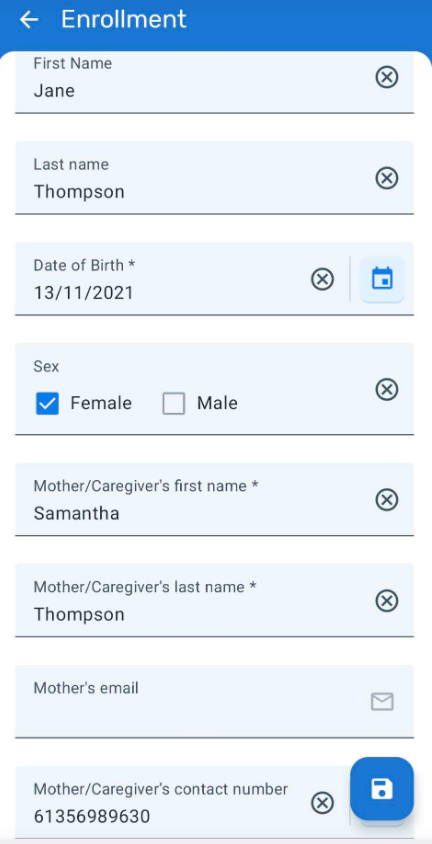 Enrollment
First Name
Jane
Last name
Thompson
Date of Birth *
13/11/2021
Sex
Female
Male
Mother/Caregiver's first name *
Samantha
Mother/Caregiver's last name *
Thompson
Mother's email
Mother/Caregiver's contact number
61356989630